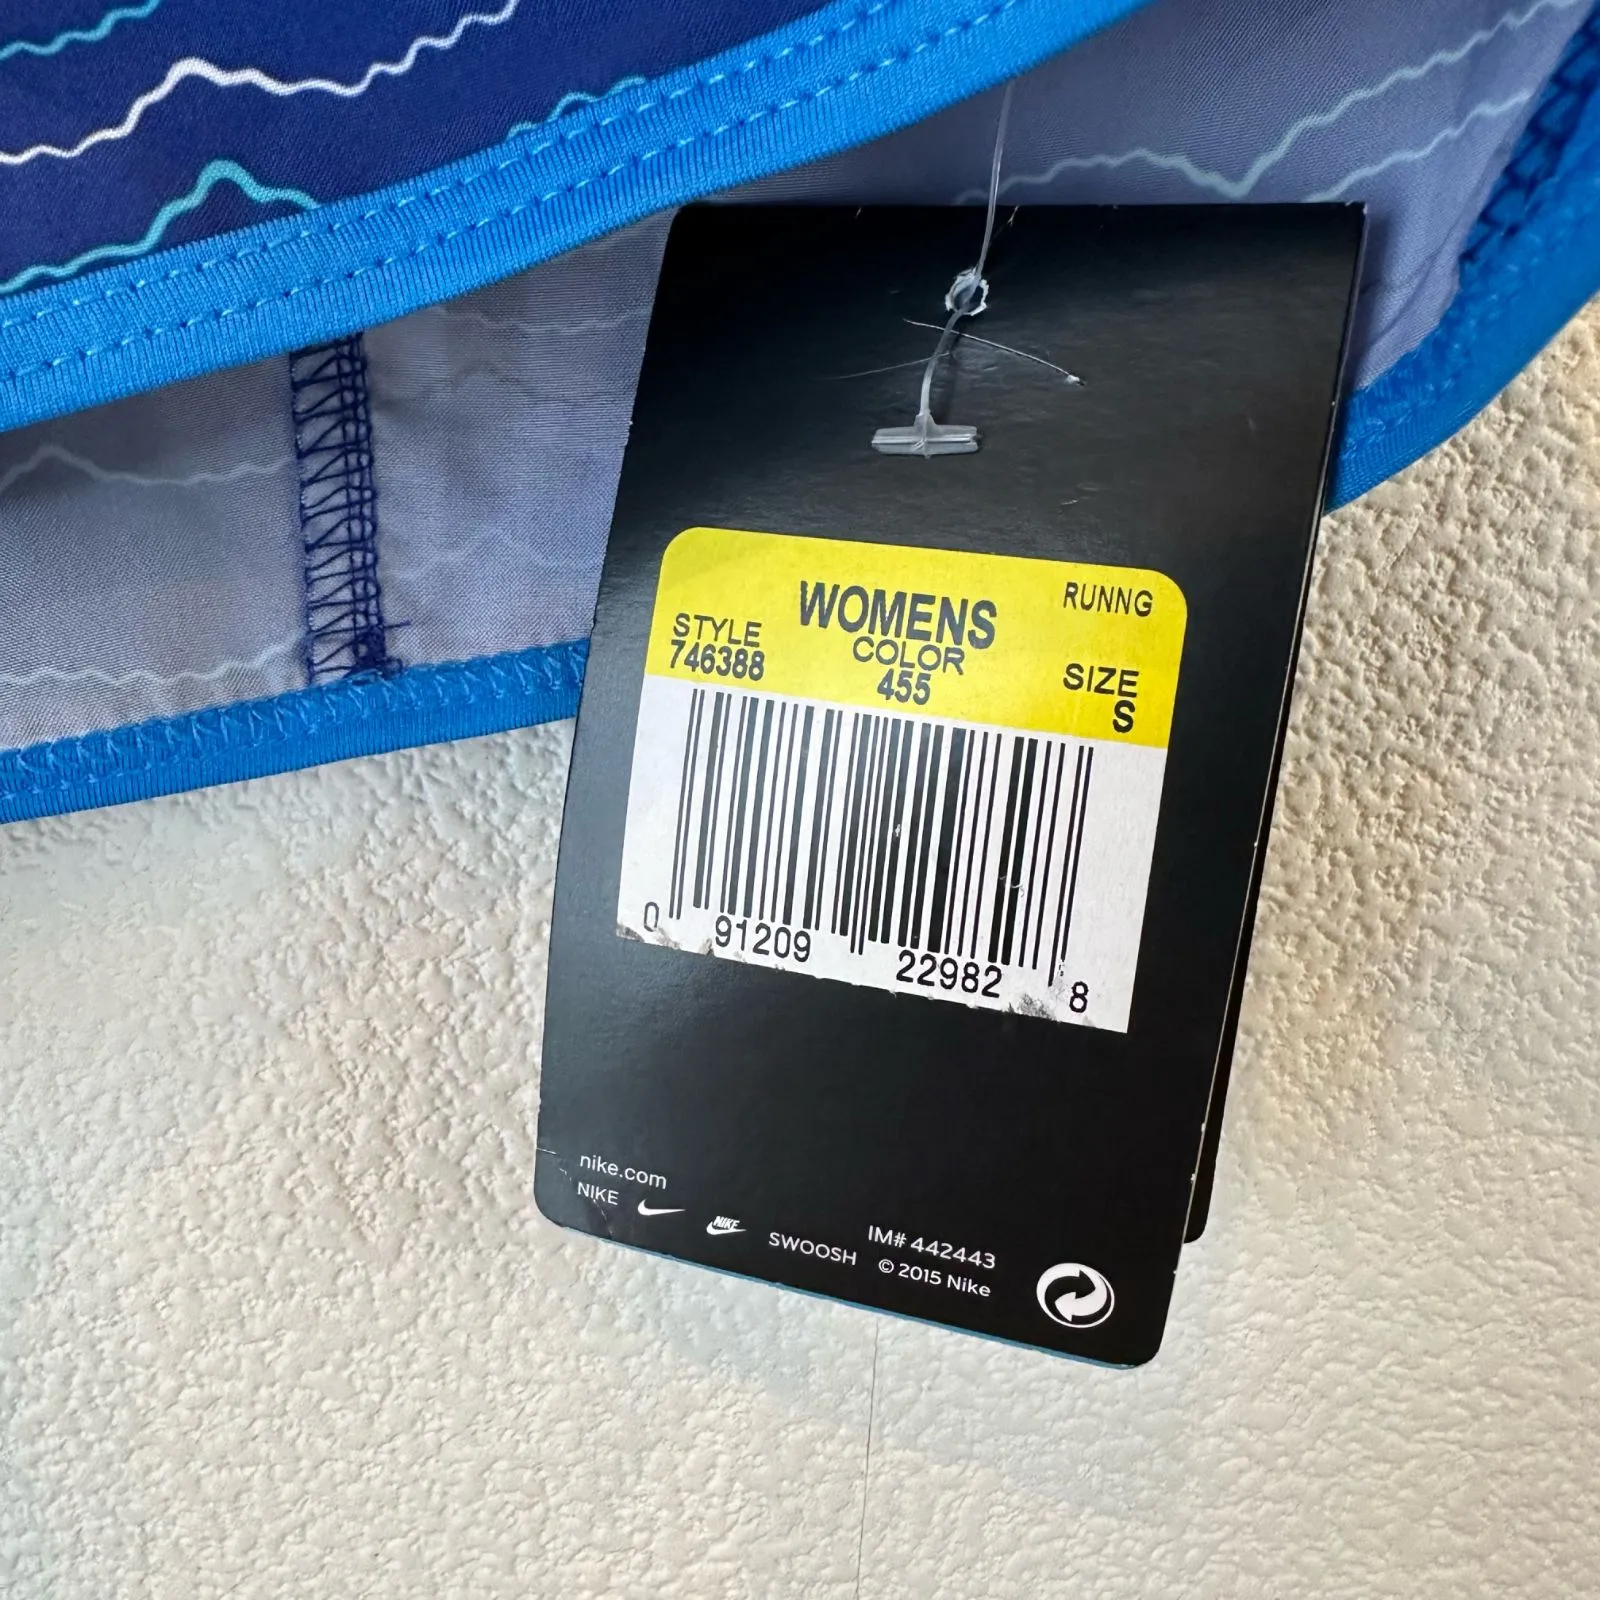 WOMENS RUNNG
STYLE COLOR SIZE
746388 455 S
0 91209 22982 8
nike.com
NIKE NIKE SWOOSH IM# 442443
© 2015 Nike